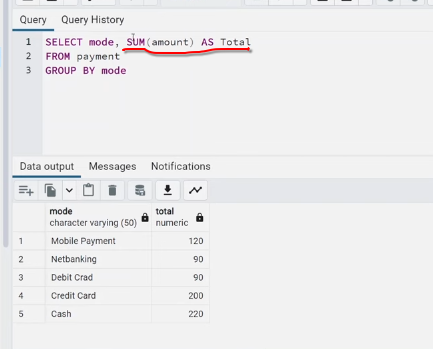 Query Query History
1 SELECT mode, SUM(amount) AS Total
2 FROM payment
3 GROUP BY mode
Data output Messages Notifications
mode total
character varying (50) numeric
1 Mobile Payment 120
2 Netbanking 90
3 Debit Crad 90
4 Credit Card 200
5 Cash 220